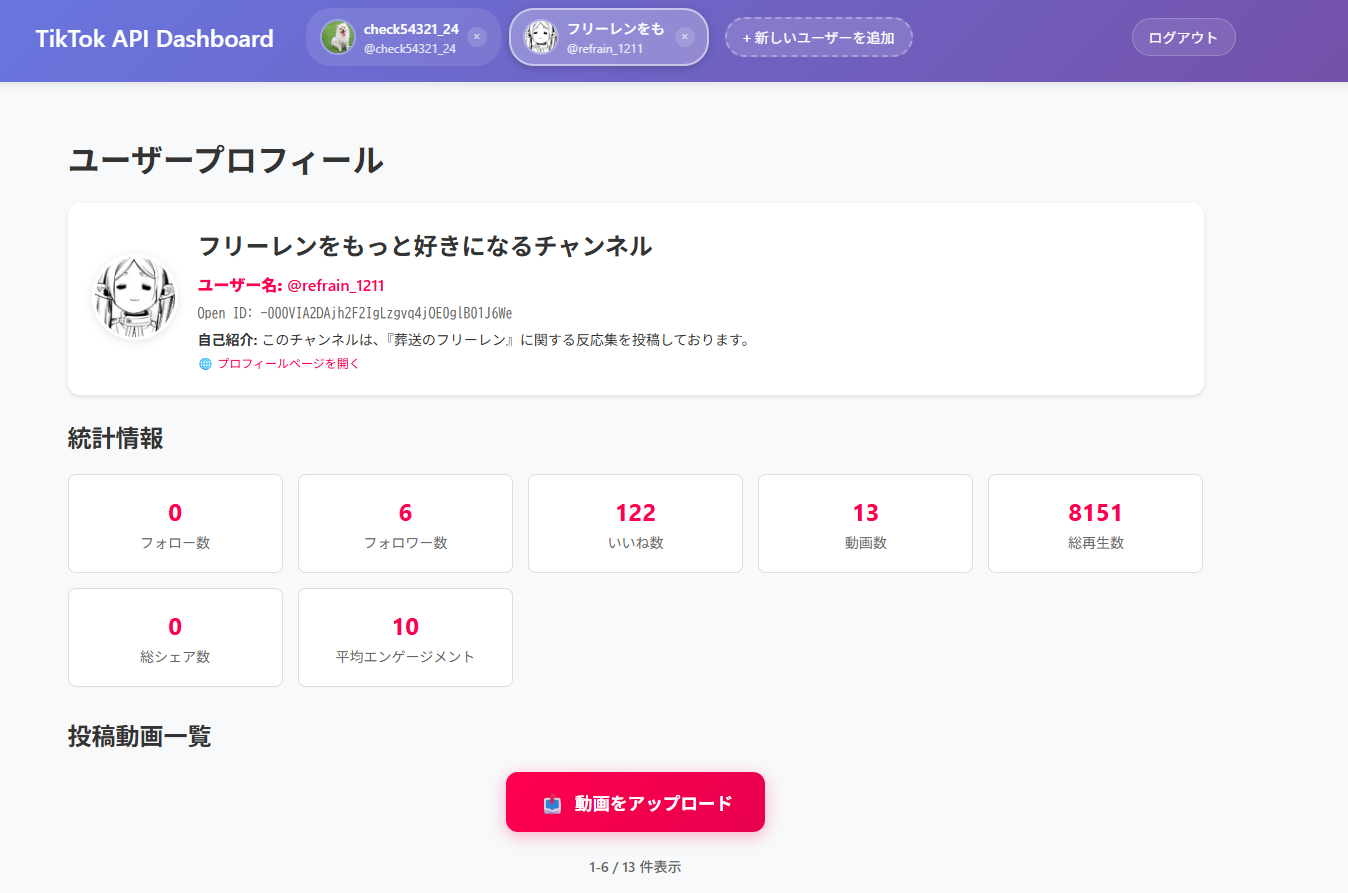 TikTok API Dashboard
check54321_24
@check54321_24
×
フリーレンをも
@refrain_1211
×
+ 新しいユーザーを追加
ログアウト
ユーザープロフィール
フリーレンをもっと好きになるチャンネル
ユーザー名: @refrain_1211
Open ID: -000VIA2DAjh2F2IgLzgvq4jOEOglBO1J6We
自己紹介: このチャンネルは、『葬送のフリーレン』に関する反応集を投稿しております。
プロフィールページを開く
統計情報
0
フォロー数
6
フォロワー数
122
いいね数
13
動画数
8151
総再生数
0
総シェア数
10
平均エンゲージメント
投稿動画一覧
動画をアップロード
1-6 / 13 件表示